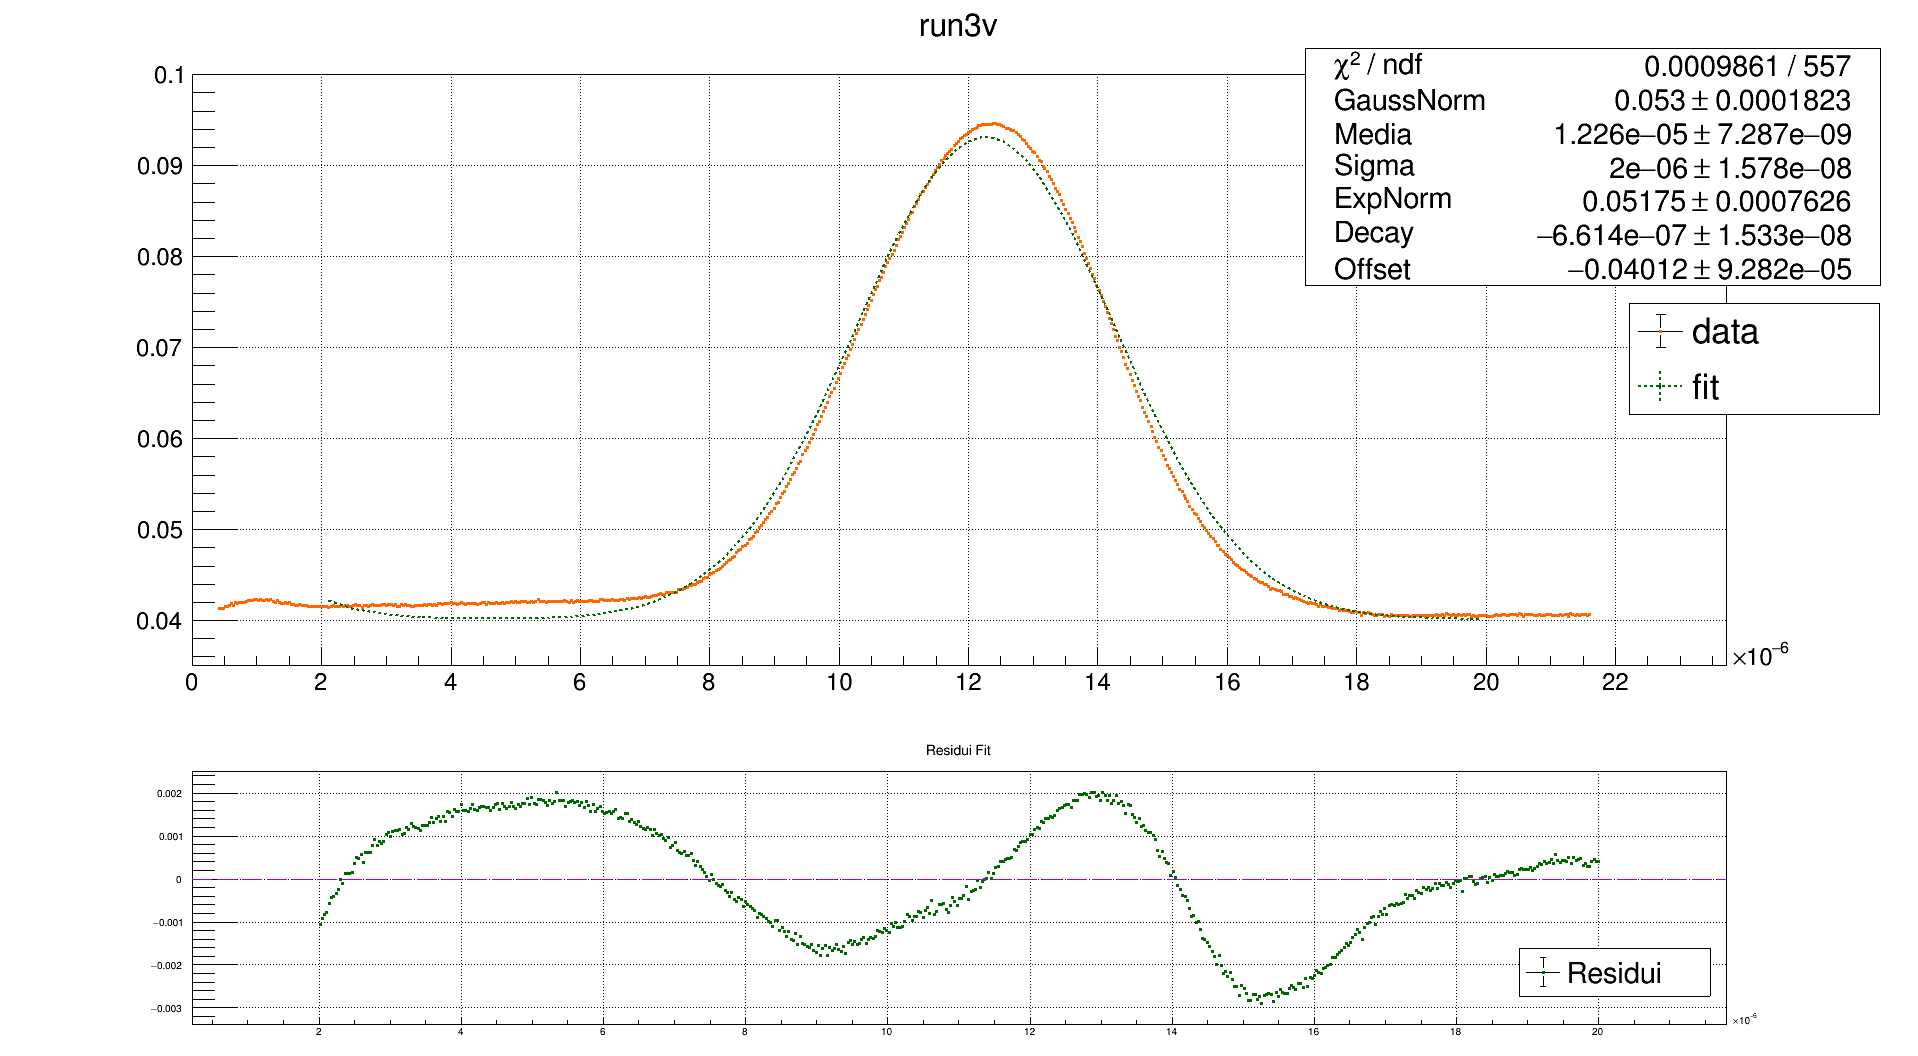 run3v
χ² / ndf 0.0009861 / 557
GaussNorm 0.053 ± 0.0001823
Media 1.226e−05 ± 7.287e−09
Sigma 2e−06 ± 1.578e−08
ExpNorm 0.05175 ± 0.0007626
Decay −6.614e−07 ± 1.533e−08
Offset −0.04012 ± 9.282e−05
data
fit
0.1
0.09
0.08
0.07
0.06
0.05
0.04
0 2 4 6 8 10 12 14 16 18 20 22
×10⁻⁶
Residui Fit
0.002
0.001
0
−0.001
−0.002
−0.003
Residui
2 4 6 8 10 12 14 16 18 20
×10⁻⁶